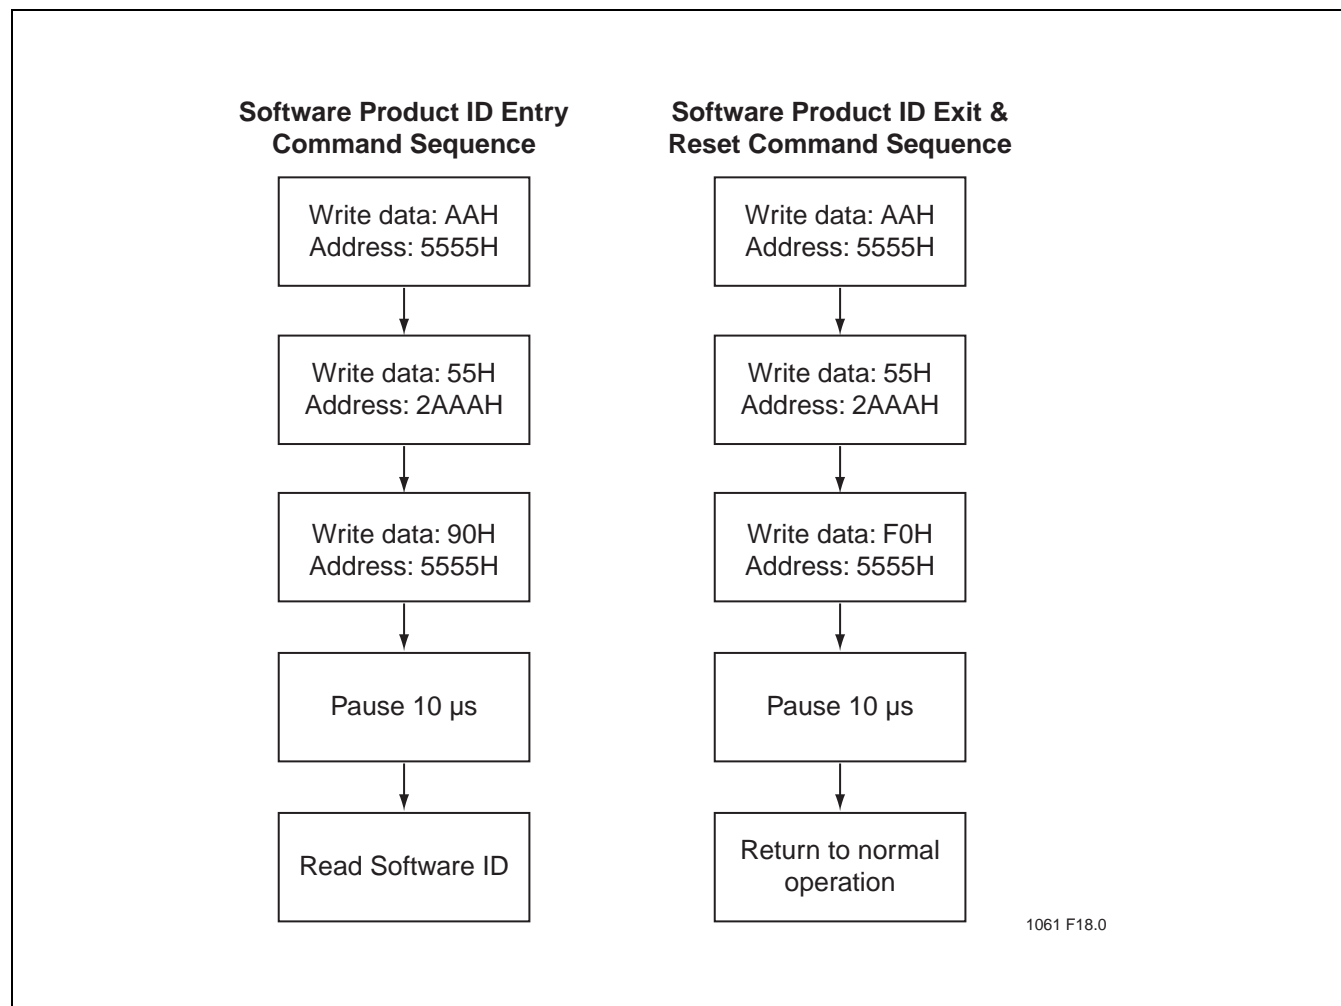 Software Product ID Entry
Command Sequence
Write data: AAH
Address: 5555H
Write data: 55H
Address: 2AAAH
Write data: 90H
Address: 5555H
Pause 10 µs
Read Software ID
Software Product ID Exit &
Reset Command Sequence
Write data: AAH
Address: 5555H
Write data: 55H
Address: 2AAAH
Write data: F0H
Address: 5555H
Pause 10 µs
Return to normal
operation
1061 F18.0